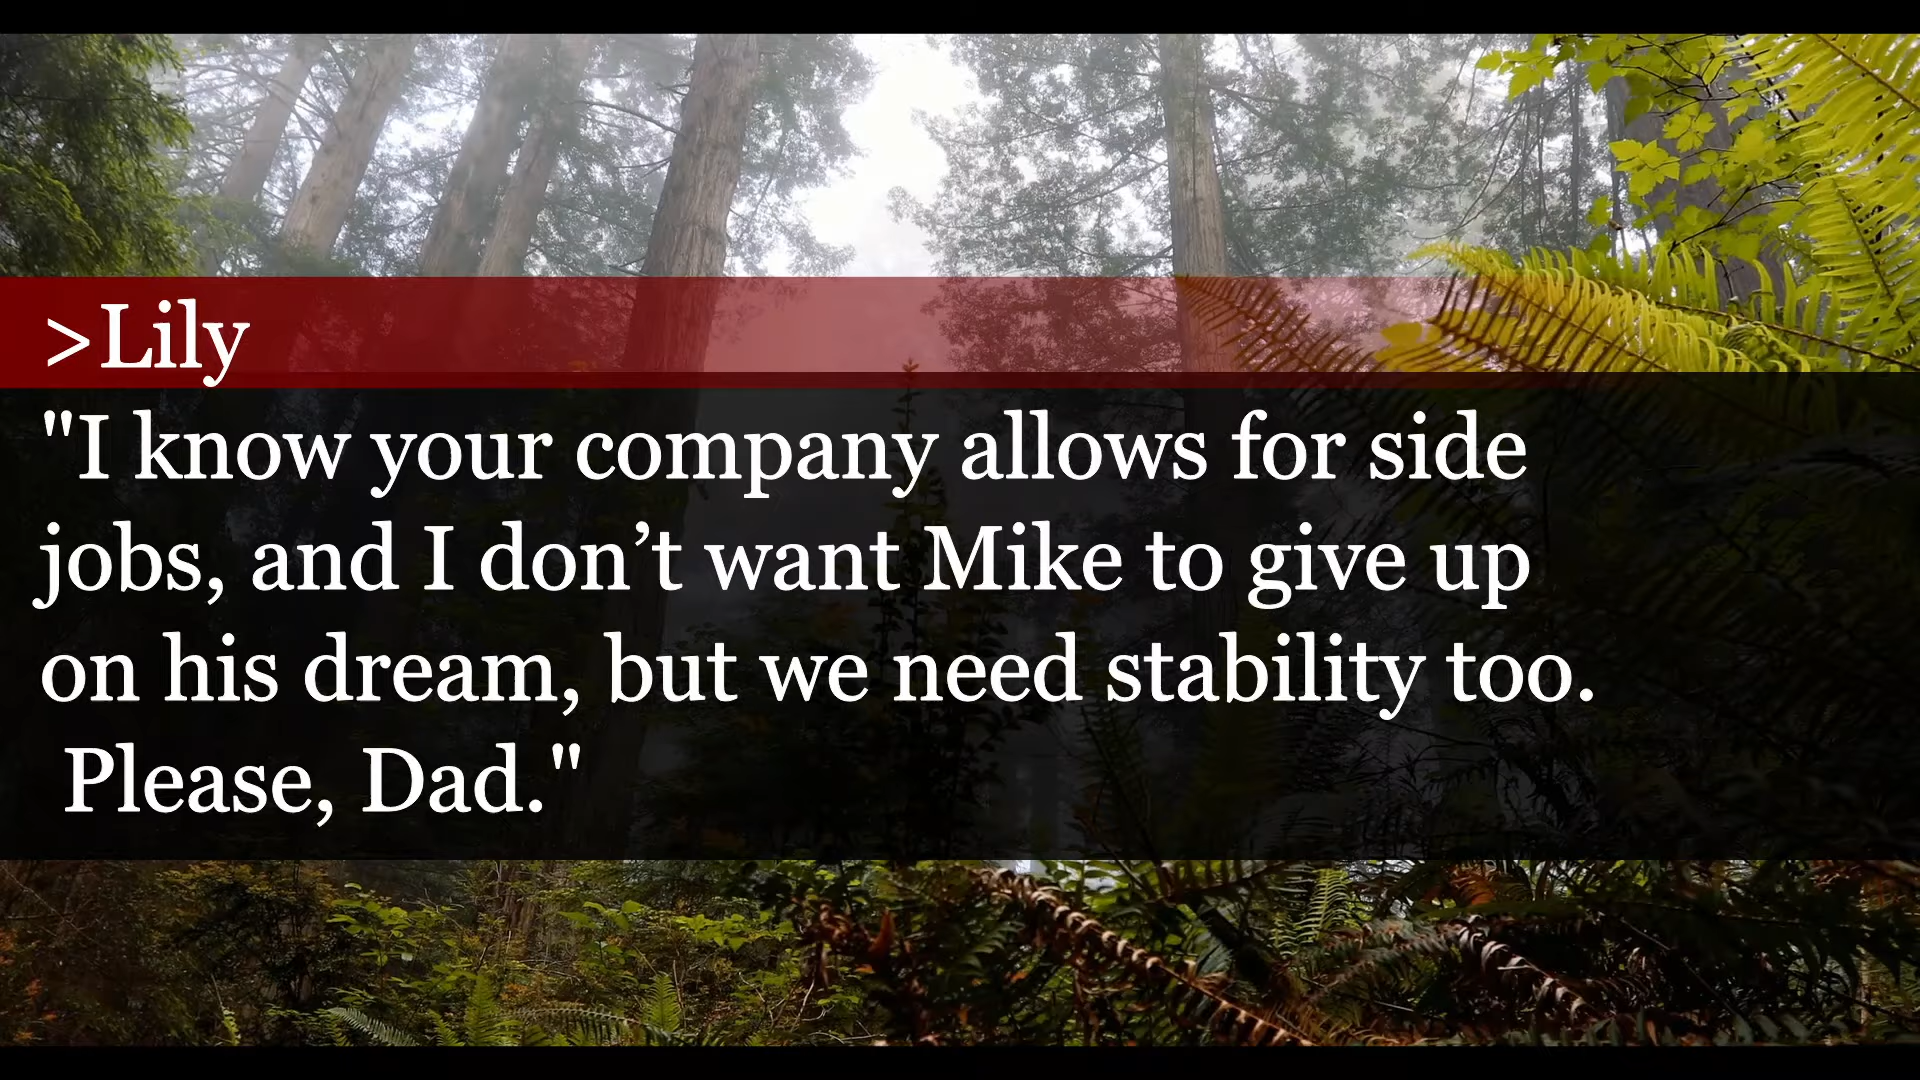 >Lily
"I know your company allows for side
jobs, and I don’t want Mike to give up
on his dream, but we need stability too.
Please, Dad."